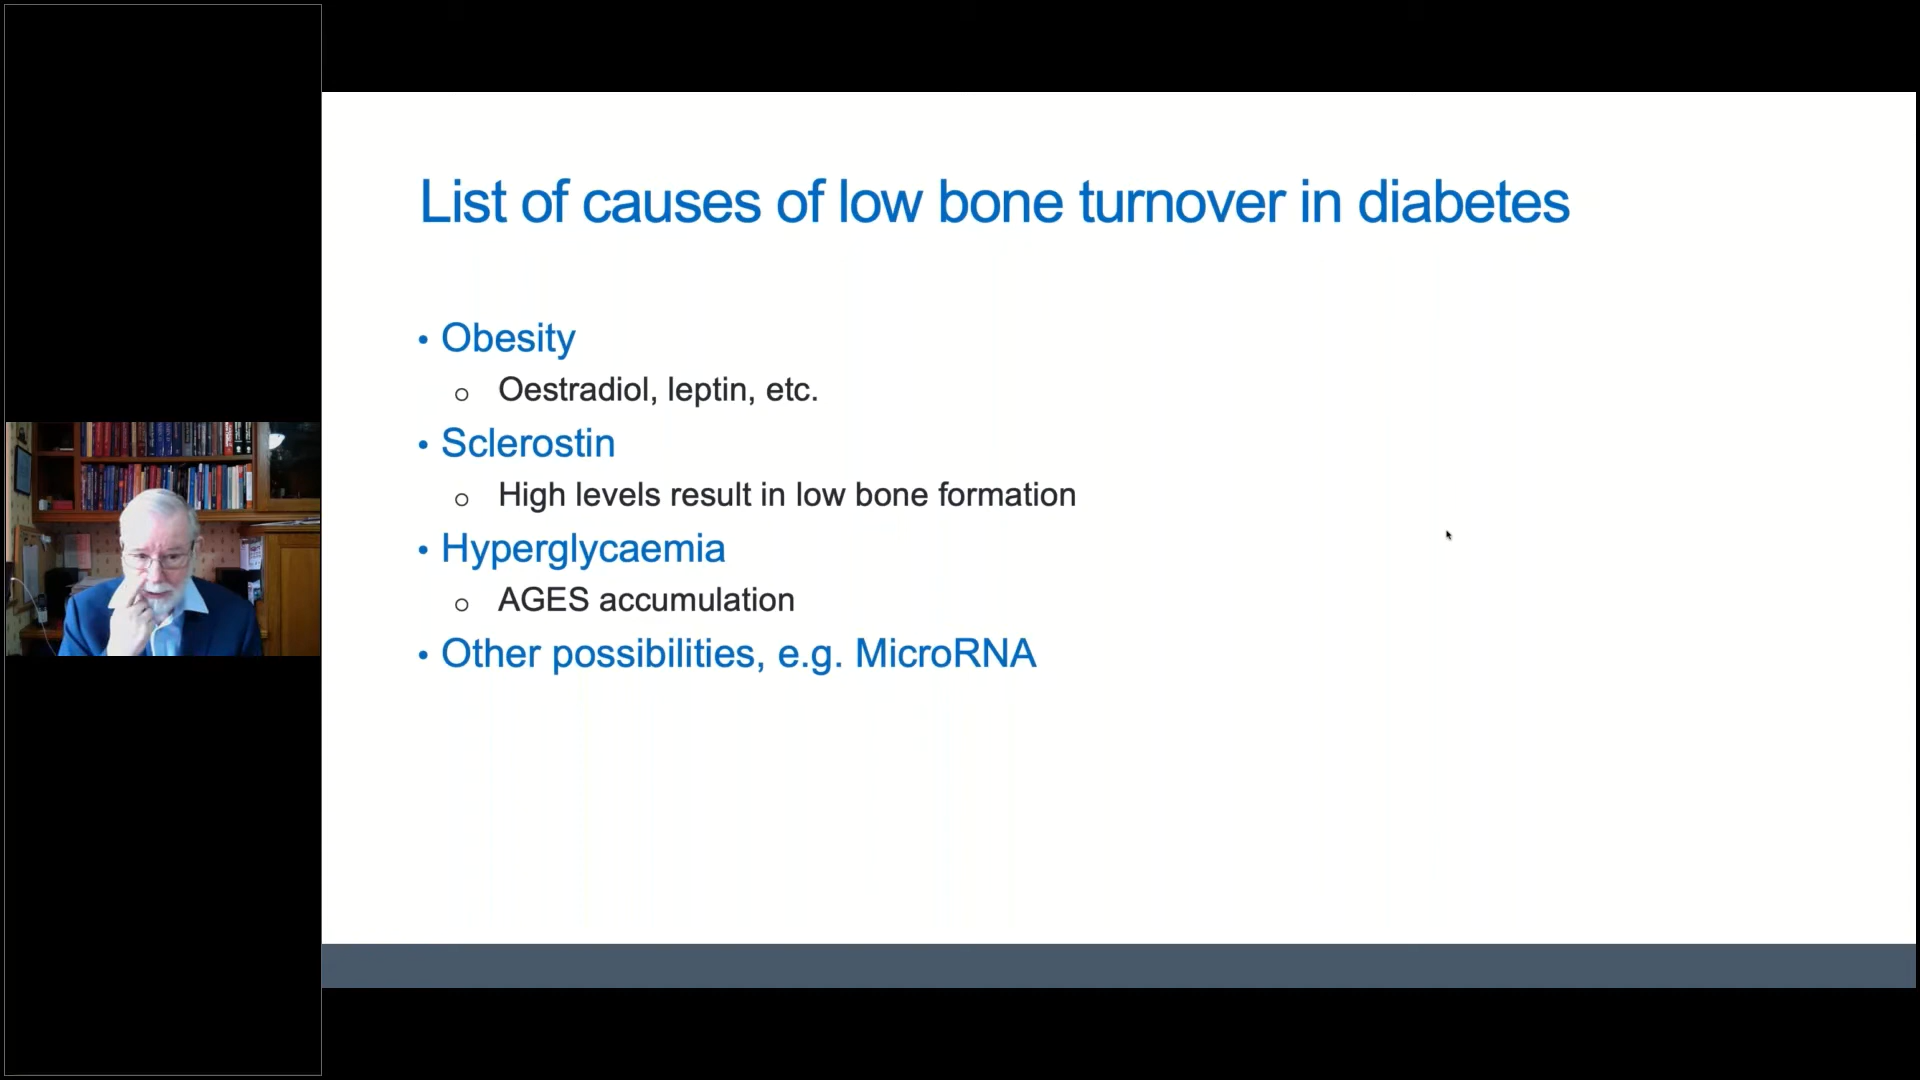 List of causes of low bone turnover in diabetes
• Obesity
o Oestradiol, leptin, etc.
• Sclerostin
o High levels result in low bone formation
• Hyperglycaemia
o AGES accumulation
• Other possibilities, e.g. MicroRNA